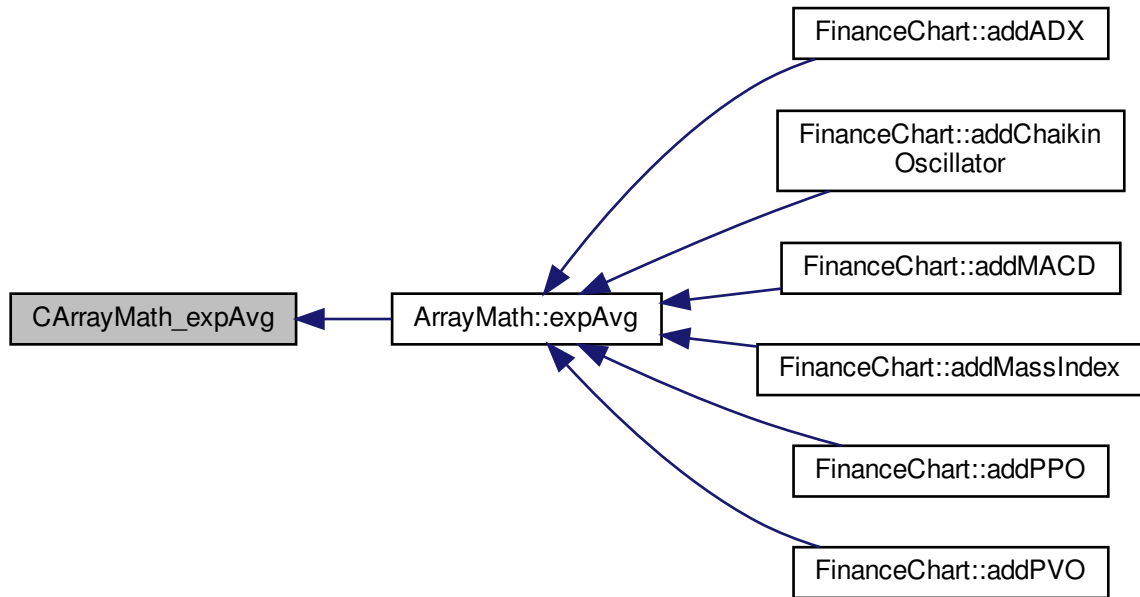 FinanceChart::addADX
FinanceChart::addChaikin
Oscillator
FinanceChart::addMACD
CArrayMath_expAvg
ArrayMath::expAvg
FinanceChart::addMassIndex
FinanceChart::addPPO
FinanceChart::addPVO